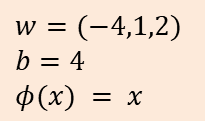 w = (−4,1,2)
b = 4
ϕ(x) = x